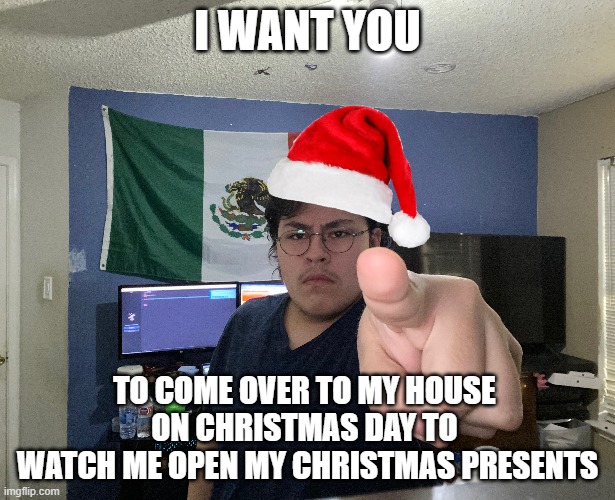 I WANT YOU
TO COME OVER TO MY HOUSE
ON CHRISTMAS DAY TO
WATCH ME OPEN MY CHRISTMAS PRESENTS
imgflip.com